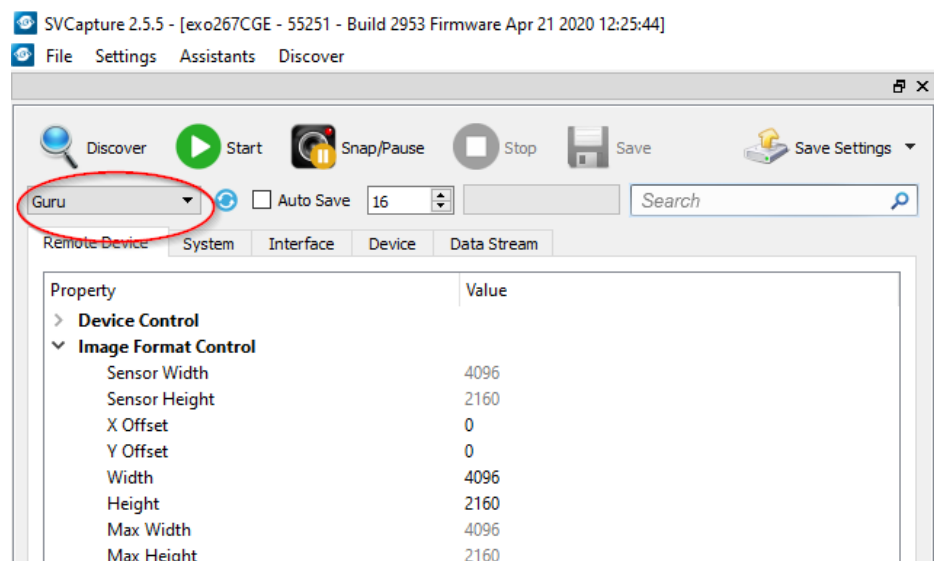 SVCapture 2.5.5 - [exo267CGE - 55251 - Build 2953 Firmware Apr 21 2020 12:25:44]
File Settings Assistants Discover
Discover Start Snap/Pause Stop Save Save Settings
Guru Auto Save 16 Search
Remote Device System Interface Device Data Stream
Property Value
Device Control
Image Format Control
Sensor Width 4096
Sensor Height 2160
X Offset 0
Y Offset 0
Width 4096
Height 2160
Max Width 4096
Max Height 2160